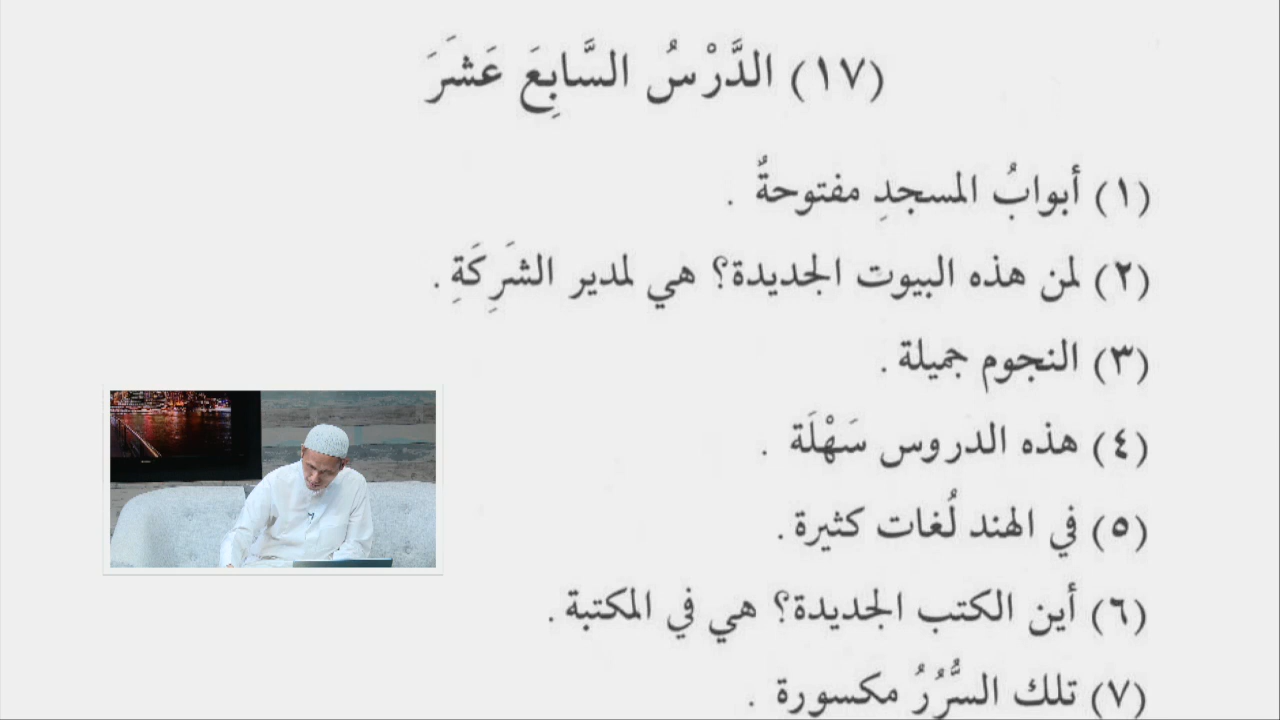 (١٧) الدَّرْسُ السَّابِعَ عَشَرَ
(١) أبوابُ المسجدِ مفتوحةٌ .
(٢) لمن هذه البيوت الجديدة؟ هي لمدير الشَرِكَةِ .
(٣) النجوم جميلة .
(٤) هذه الدروس سَهْلَة .
(٥) في الهند لُغات كثيرة .
(٦) أين الكتب الجديدة؟ هي في المكتبة .
(٧) تلك السُّرُرُ مكسورة .